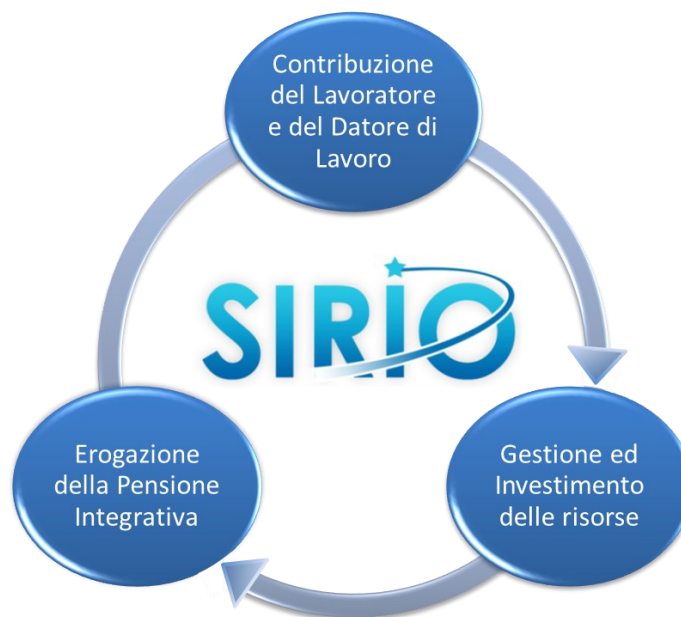 Contribuzione
del Lavoratore
e del Datore di
Lavoro
SIRIO
Erogazione
della Pensione
Integrativa
Gestione ed
Investimento
delle risorse